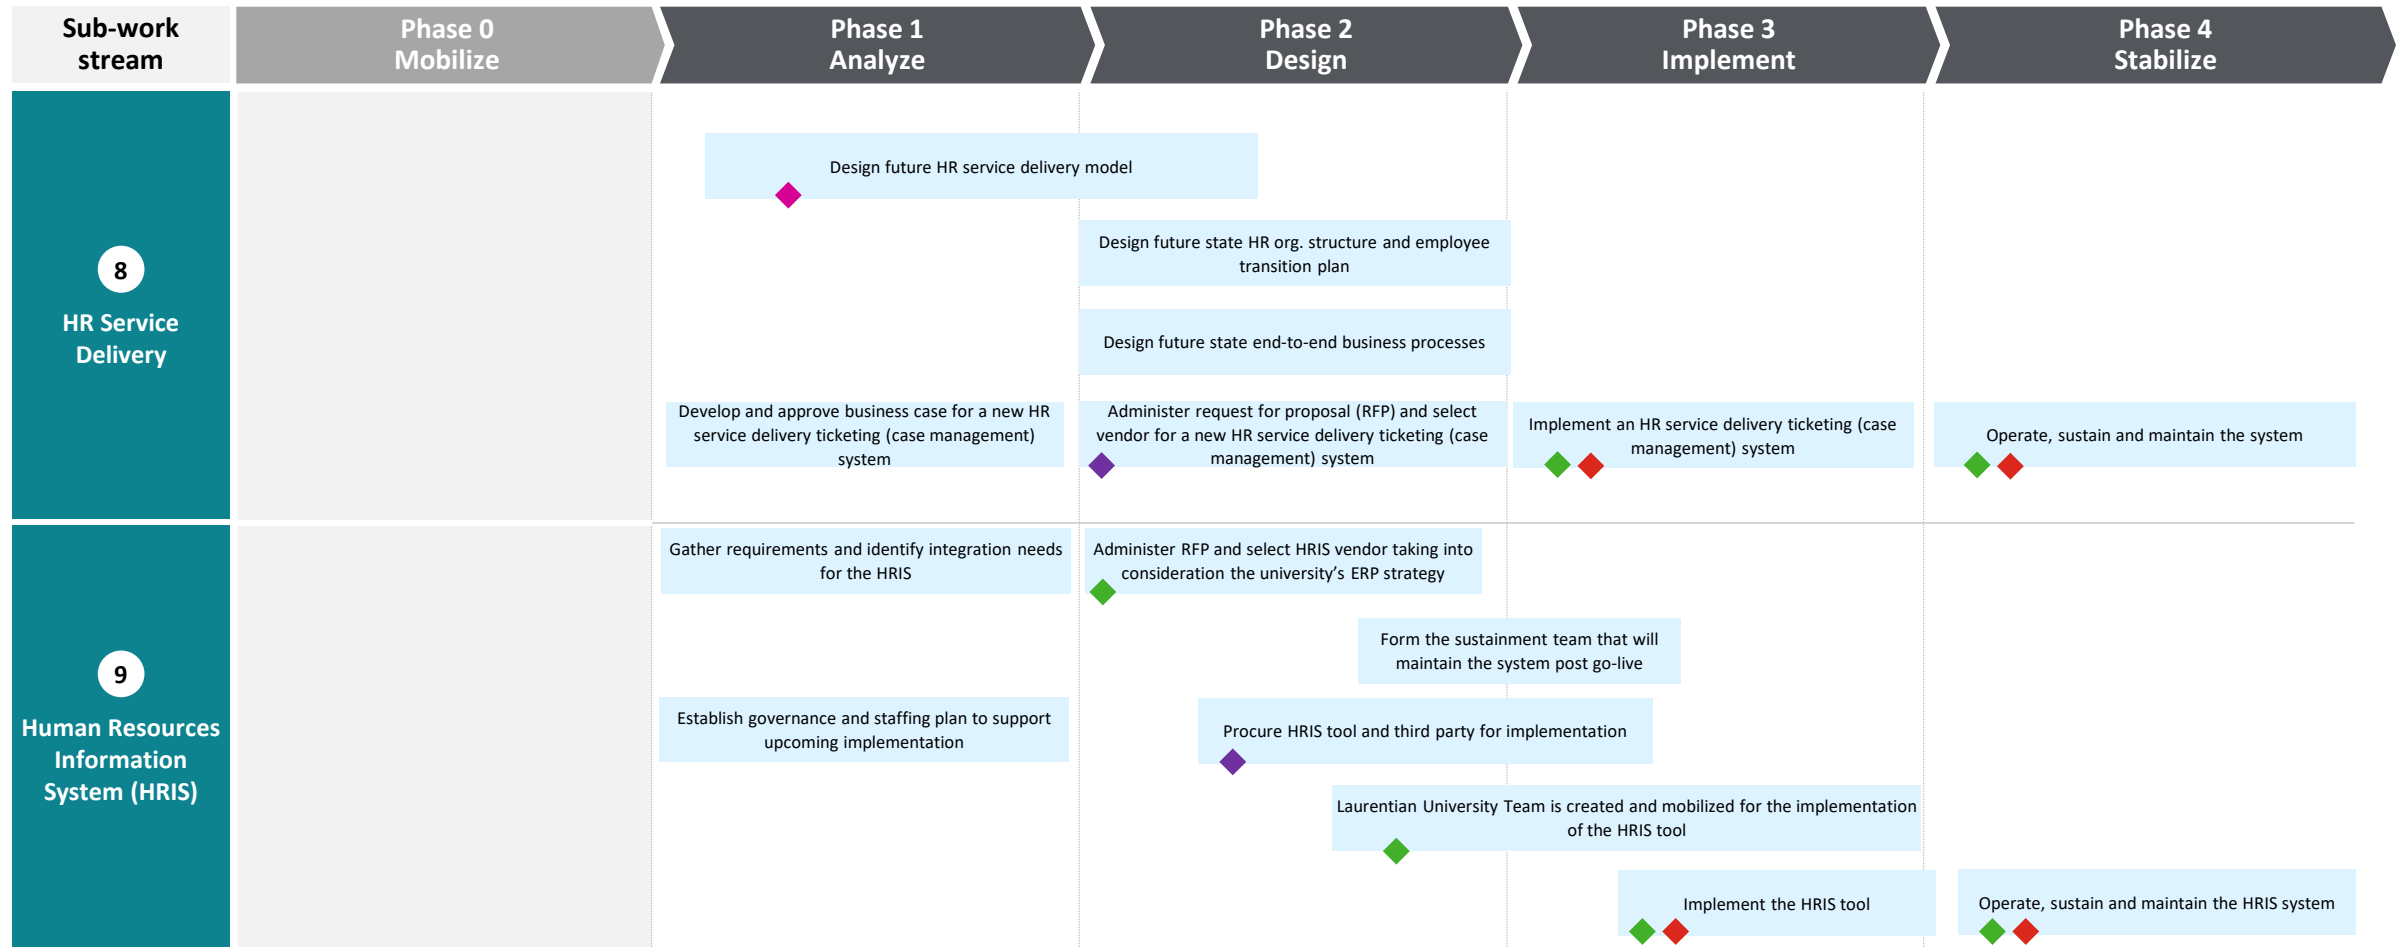 Sub-work
stream
Phase 0
Mobilize
Phase 1
Analyze
Phase 2
Design
Phase 3
Implement
Phase 4
Stabilize
8
HR Service
Delivery
Design future HR service delivery model
Design future state HR org. structure and employee
transition plan
Design future state end-to-end business processes
Develop and approve business case for a new HR
service delivery ticketing (case management)
system
Administer request for proposal (RFP) and select
vendor for a new HR service delivery ticketing (case
management) system
Implement an HR service delivery ticketing (case
management) system
Operate, sustain and maintain the system
9
Human Resources
Information
System (HRIS)
Gather requirements and identify integration needs
for the HRIS
Administer RFP and select HRIS vendor taking into
consideration the university’s ERP strategy
Form the sustainment team that will
maintain the system post go-live
Establish governance and staffing plan to support
upcoming implementation
Procure HRIS tool and third party for implementation
Laurentian University Team is created and mobilized for the implementation
of the HRIS tool
Implement the HRIS tool
Operate, sustain and maintain the HRIS system